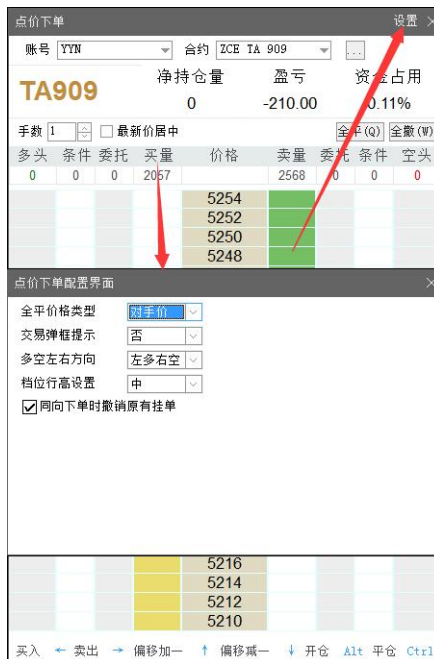 点价下单 设置 ×
账号 YYN 合约 ZCE TA 909 ...
TA909 净持仓量 盈亏 资金占用
0 -210.00 0.11%
手数 1 最新价居中 全平(Q) 全撤(W)
多头 条件 委托 买量 价格 卖量 委托 条件 空头
0 0 0 2057 2568 0 0 0
5254
5252
5250
5248
点价下单配置界面 ×
全平价格类型 对手价
交易弹框提示 否
多空左右方向 左多右空
档位行高设置 中
同向下单时撤销原有挂单
5216
5214
5212
5210
买入 ← 卖出 → 偏移加一 ↑ 偏移减一 ↓ 开仓 Alt 平仓 Ctrl